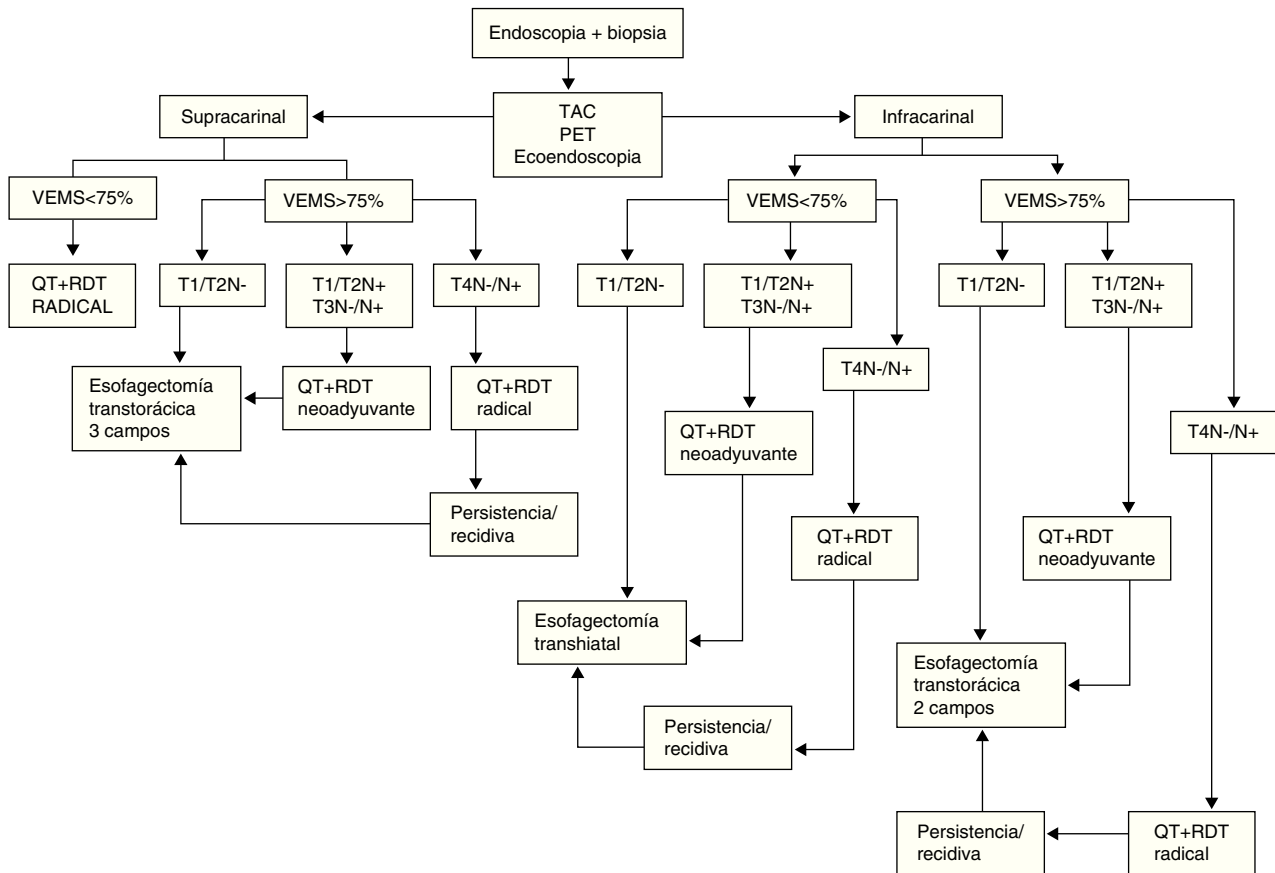 Endoscopia + biopsia
TAC
PET
Ecoendoscopia
Supracarinal
Infracarinal
VEMS<75%
VEMS>75%
VEMS<75%
VEMS>75%
QT+RDT
RADICAL
T1/T2N-
T1/T2N+
T3N-/N+
T4N-/N+
T1/T2N-
T1/T2N+
T3N-/N+
T4N-/N+
T1/T2N-
T1/T2N+
T3N-/N+
T4N-/N+
Esofagectomía
transtorácica
3 campos
QT+RDT
neoadyuvante
QT+RDT
radical
Persistencia/
recidiva
QT+RDT
neoadyuvante
QT+RDT
radical
Esofagectomía
transhiatal
Persistencia/
recidiva
QT+RDT
neoadyuvante
Esofagectomía
transtorácica
2 campos
Persistencia/
recidiva
QT+RDT
radical